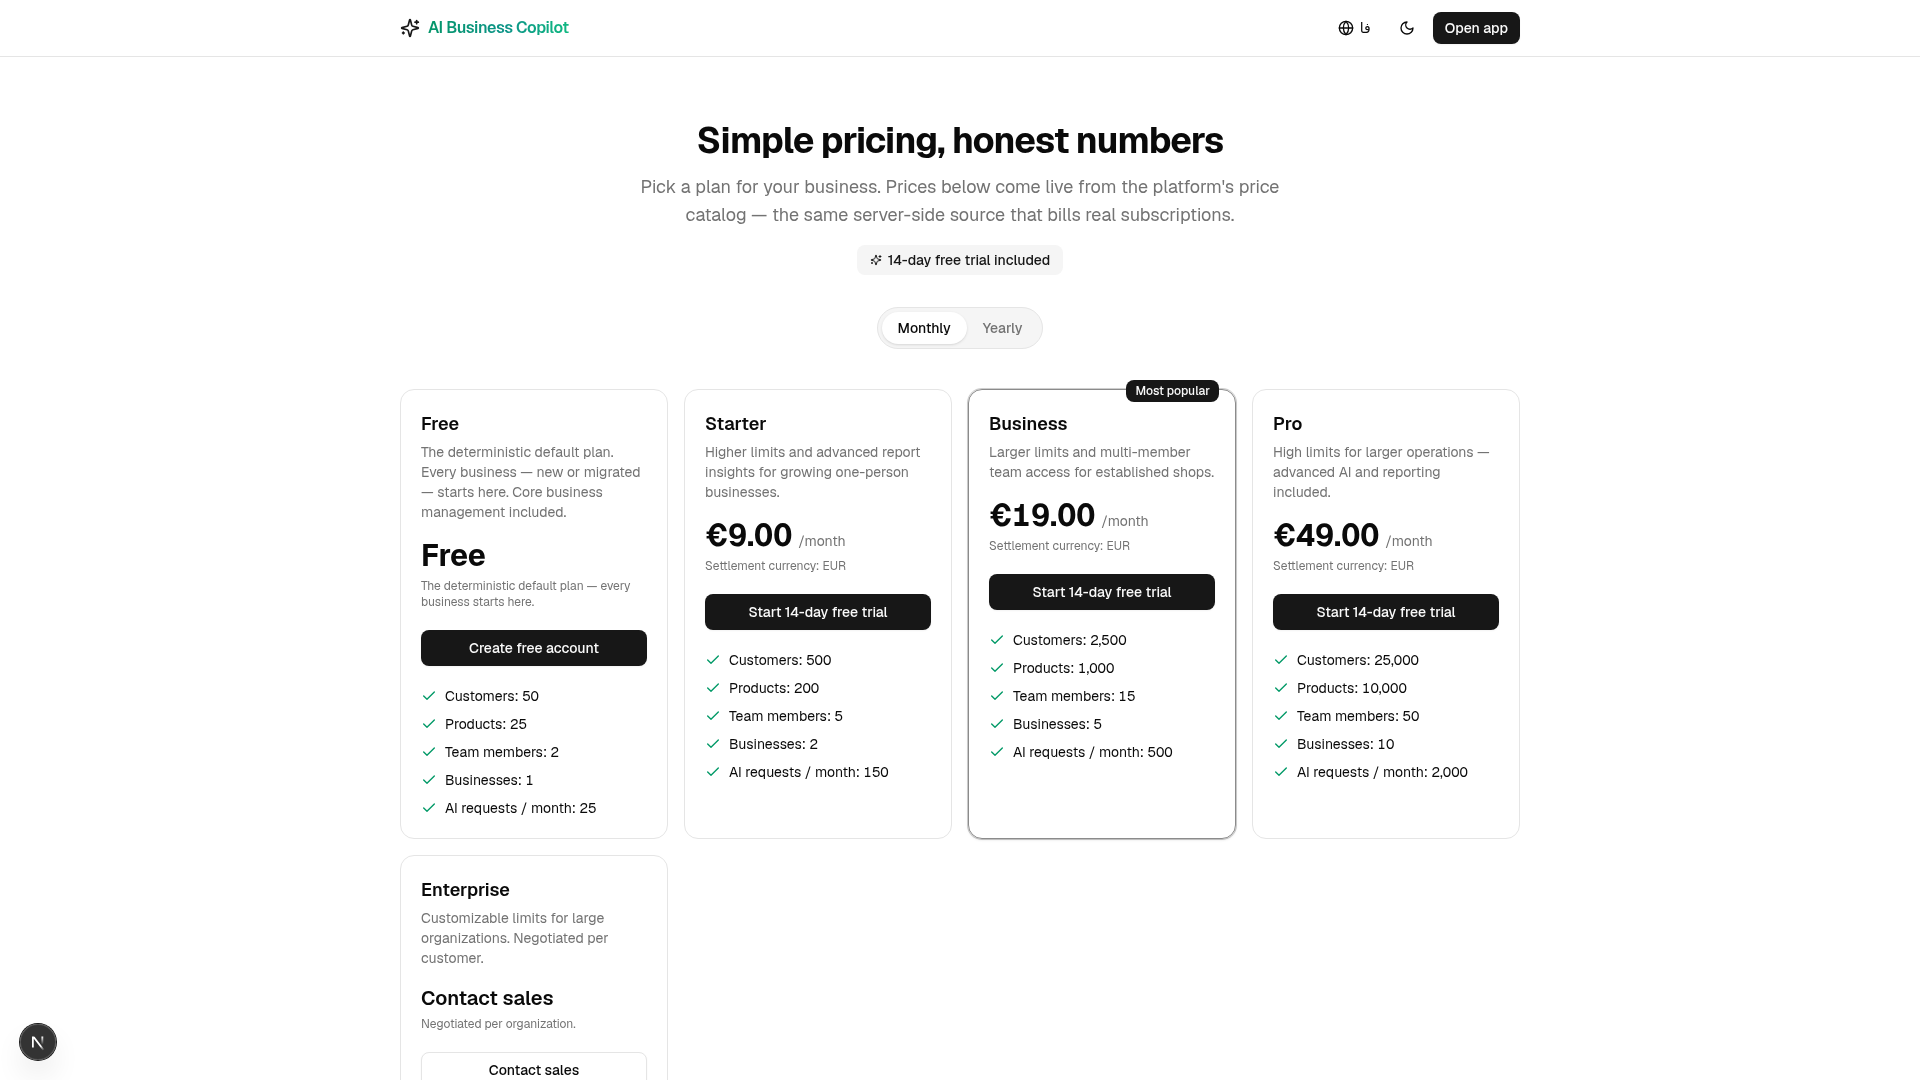 AI Business Copilot
فا
Open app
Simple pricing, honest numbers
Pick a plan for your business. Prices below come live from the platform's price
catalog — the same server-side source that bills real subscriptions.
14-day free trial included
Monthly
Yearly
Free
The deterministic default plan.
Every business — new or migrated
— starts here. Core business
management included.
Free
The deterministic default plan — every
business starts here.
Create free account
Customers: 50
Products: 25
Team members: 2
Businesses: 1
AI requests / month: 25
Starter
Higher limits and advanced report
insights for growing one-person
businesses.
€9.00 /month
Settlement currency: EUR
Start 14-day free trial
Customers: 500
Products: 200
Team members: 5
Businesses: 2
AI requests / month: 150
Most popular
Business
Larger limits and multi-member
team access for established shops.
€19.00 /month
Settlement currency: EUR
Start 14-day free trial
Customers: 2,500
Products: 1,000
Team members: 15
Businesses: 5
AI requests / month: 500
Pro
High limits for larger operations —
advanced AI and reporting
included.
€49.00 /month
Settlement currency: EUR
Start 14-day free trial
Customers: 25,000
Products: 10,000
Team members: 50
Businesses: 10
AI requests / month: 2,000
Enterprise
Customizable limits for large
organizations. Negotiated per
customer.
Contact sales
Negotiated per organization.
Contact sales
N